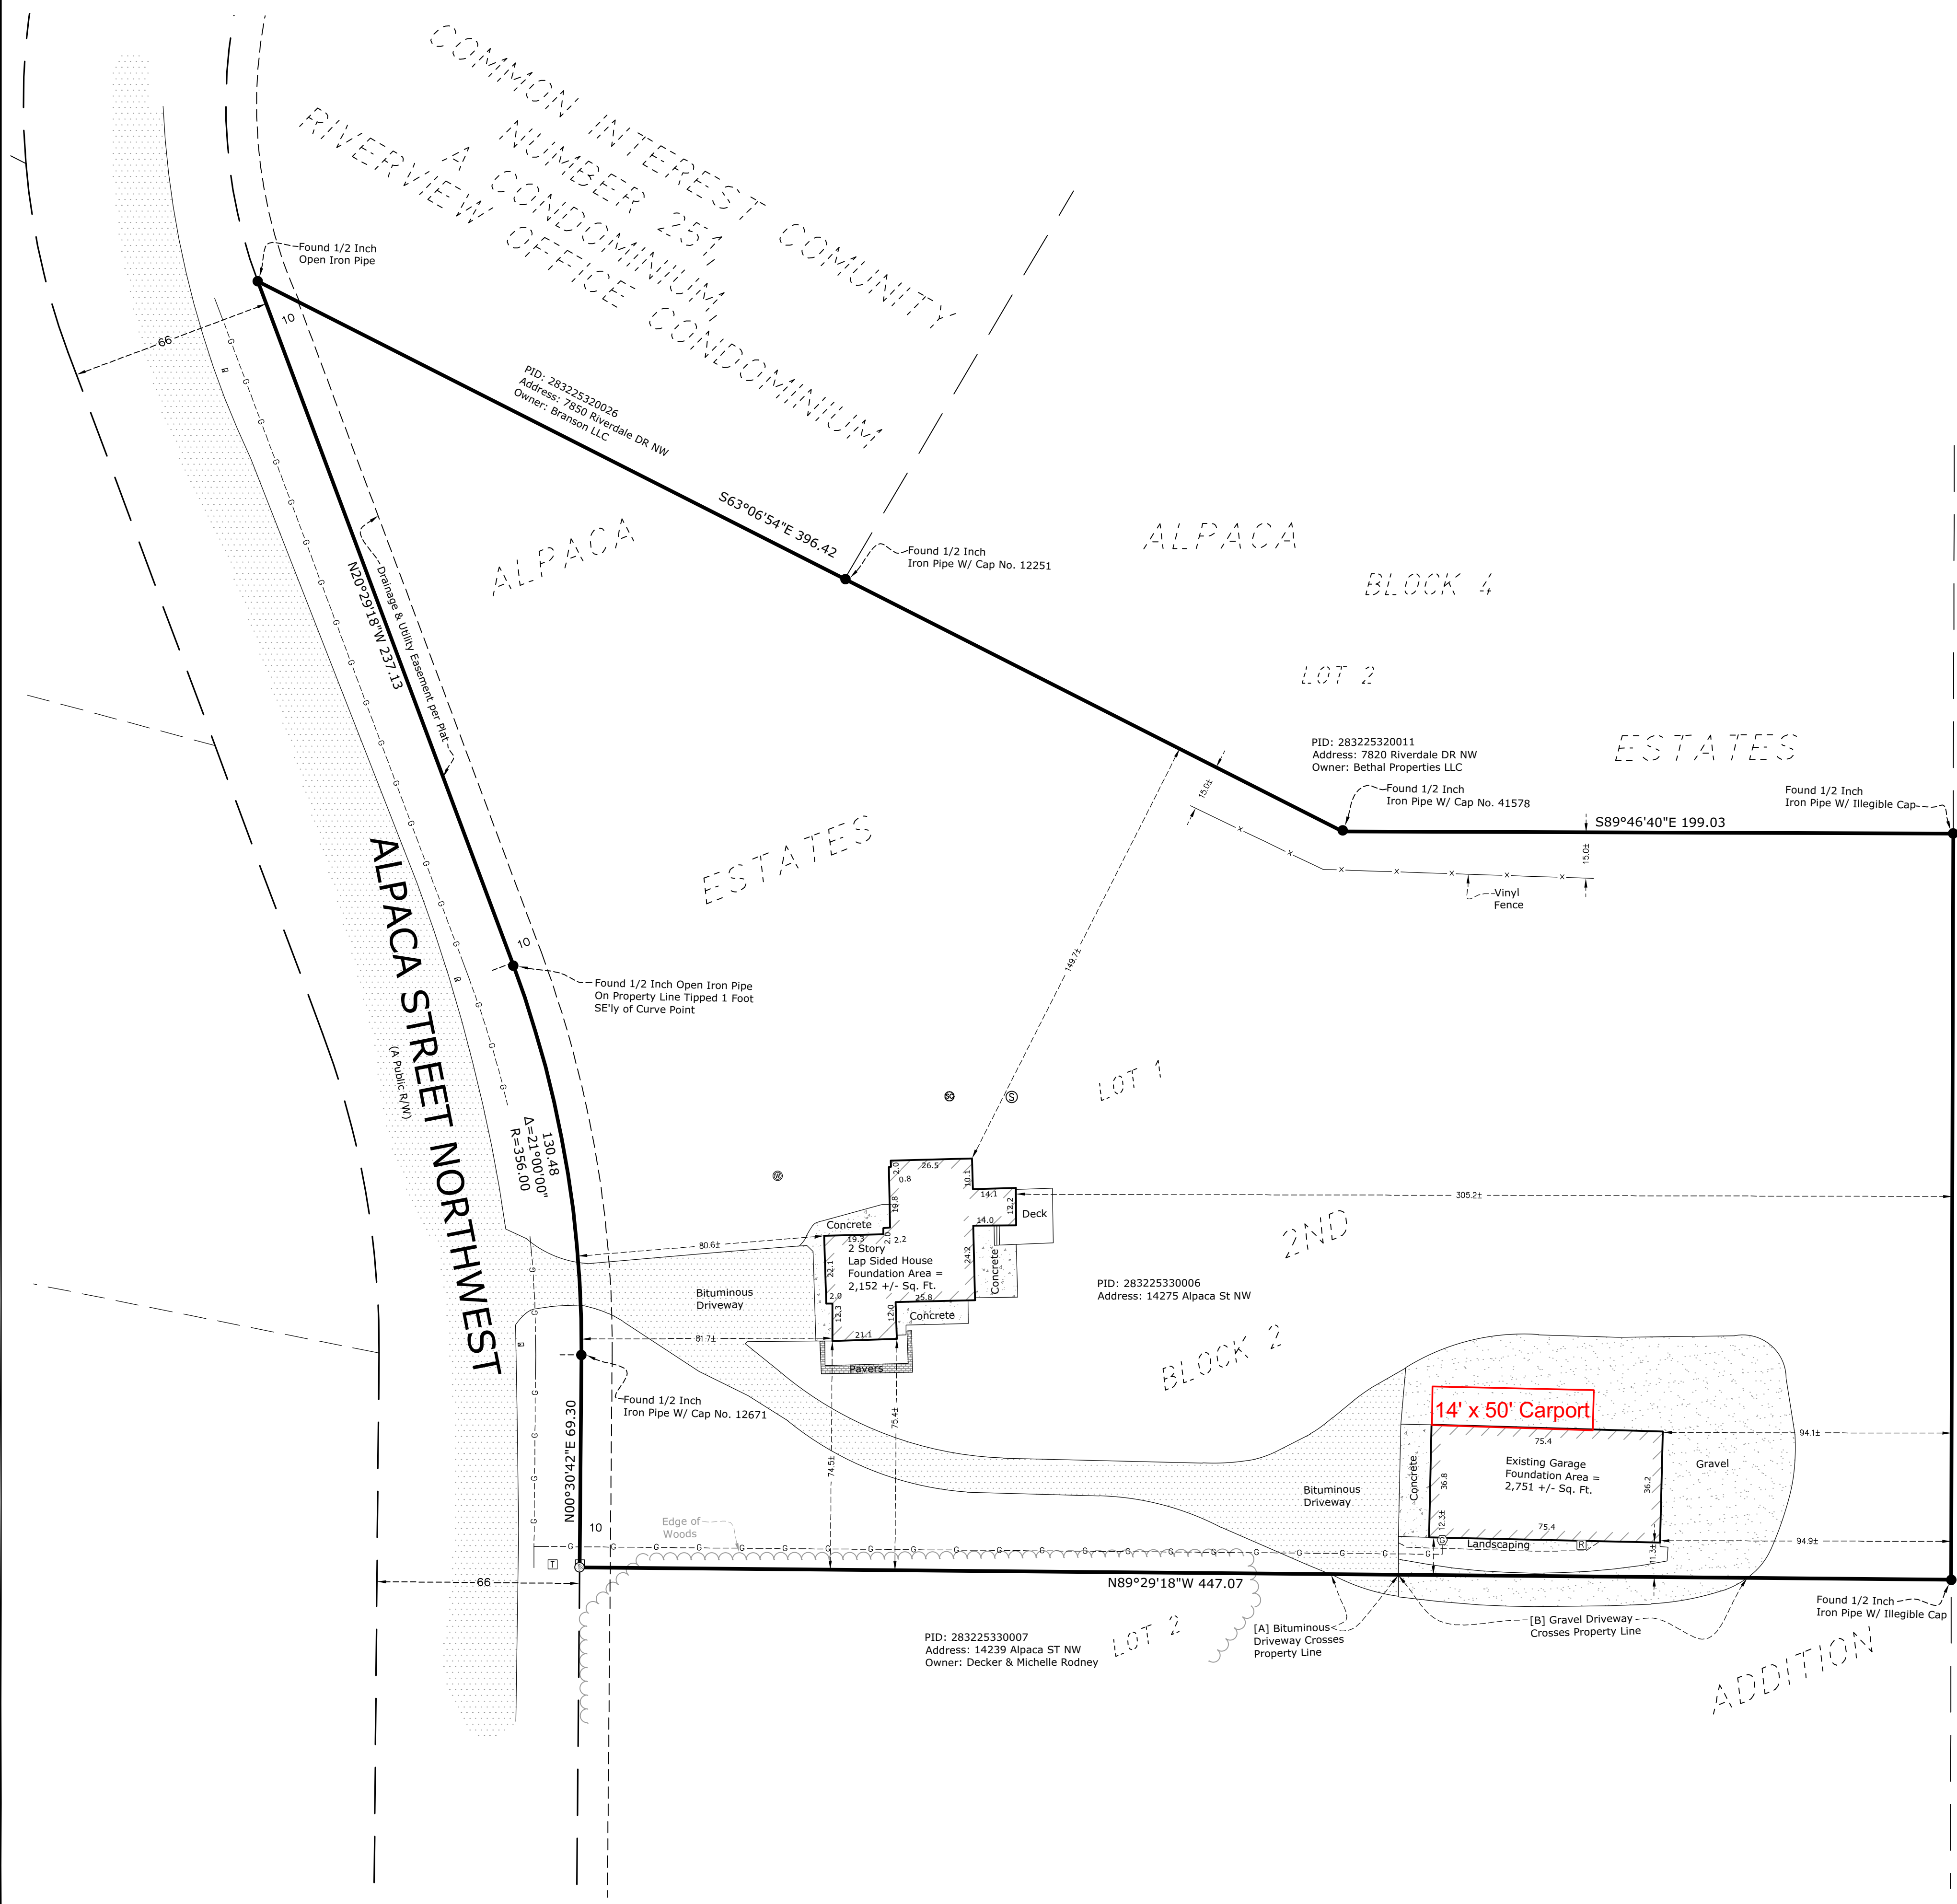 COMMON INTEREST COMUNITY
NUMBER 251,
A CONDOMINIUM,
RIVERVIEW OFFICE CONDOMINIUM
Found 1/2 Inch
Open Iron Pipe
66
10
PID: 283225320026
Address: 7850 Riverdale DR NW
Owner: Branson LLC
S63°06'54"E 396.42
Found 1/2 Inch
Iron Pipe W/ Cap No. 12251
ALPACA
ALPACA
BLOCK 4
LOT 2
N20°29'18"W 237.13
Drainage & Utility Easement per Plat
PID: 283225320011
Address: 7820 Riverdale DR NW
Owner: Bethal Properties LLC
ESTATES
15.0±
Found 1/2 Inch
Iron Pipe W/ Cap No. 41578
Found 1/2 Inch
Iron Pipe W/ Illegible Cap
S89°46'40"E 199.03
15.0±
Vinyl
Fence
ESTATES
ALPACA STREET NORTHWEST
(A Public R/W)
10
Found 1/2 Inch Open Iron Pipe
On Property Line Tipped 1 Foot
SE'ly of Curve Point
149.7±
LOT 1
SC
S
W
130.48
Δ=21°00'00"
R=356.00
26.5
2.0
0.8
10.1
14.1
12.2
305.2±
Deck
19.8
14.0
Concrete
2ND
80.6±
19.3
2.0
2.2
2 Story
Lap Sided House
Foundation Area =
2,152 +/- Sq. Ft.
24.2
Concrete
22.1
PID: 283225330006
Address: 14275 Alpaca St NW
Bituminous
Driveway
2.0
25.8
12.3
12.0
Concrete
81.7±
21.1
Pavers
BLOCK 2
Found 1/2 Inch
Iron Pipe W/ Cap No. 12671
N00°30'42"E 69.30
75.4±
74.5±
14' x 50' Carport
75.4
94.1±
Existing Garage
Foundation Area =
2,751 +/- Sq. Ft.
Gravel
Concrete
36.8
36.2
Bituminous
Driveway
12.3±
75.4
Edge of
Woods
10
G
Landscaping
R
11.3±
94.9±
T
66
N89°29'18"W 447.07
Found 1/2 Inch
Iron Pipe W/ Illegible Cap
[B] Gravel Driveway
Crosses Property Line
[A] Bituminous
Driveway Crosses
Property Line
PID: 283225330007
Address: 14239 Alpaca ST NW
Owner: Decker & Michelle Rodney
LOT 2
ADDITION